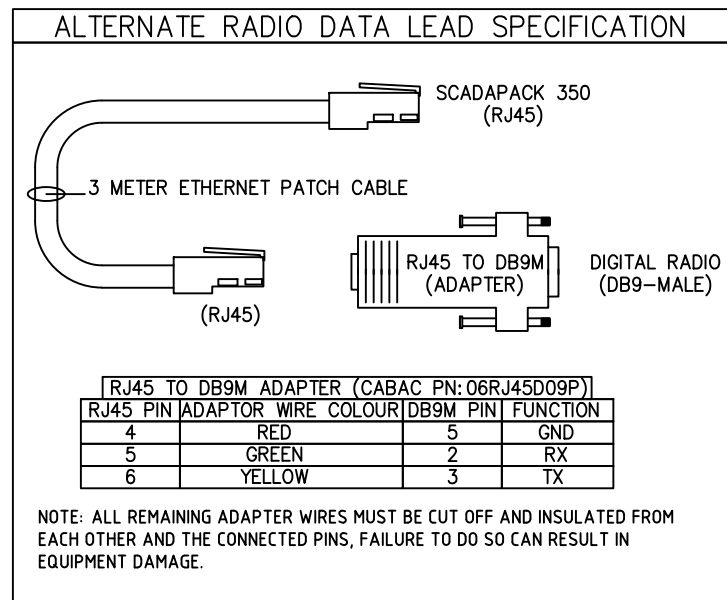 ALTERNATE RADIO DATA LEAD SPECIFICATION
SCADAPACK 350
(RJ45)
3 METER ETHERNET PATCH CABLE
(RJ45)
RJ45 TO DB9M
(ADAPTER)
DIGITAL RADIO
(DB9-MALE)
RJ45 TO DB9M ADAPTER (CABAC PN: 06RJ45D09P)
RJ45 PIN ADAPTOR WIRE COLOUR DB9M PIN FUNCTION
4 RED 5 GND
5 GREEN 2 RX
6 YELLOW 3 TX
NOTE: ALL REMAINING ADAPTER WIRES MUST BE CUT OFF AND INSULATED FROM
EACH OTHER AND THE CONNECTED PINS, FAILURE TO DO SO CAN RESULT IN
EQUIPMENT DAMAGE.